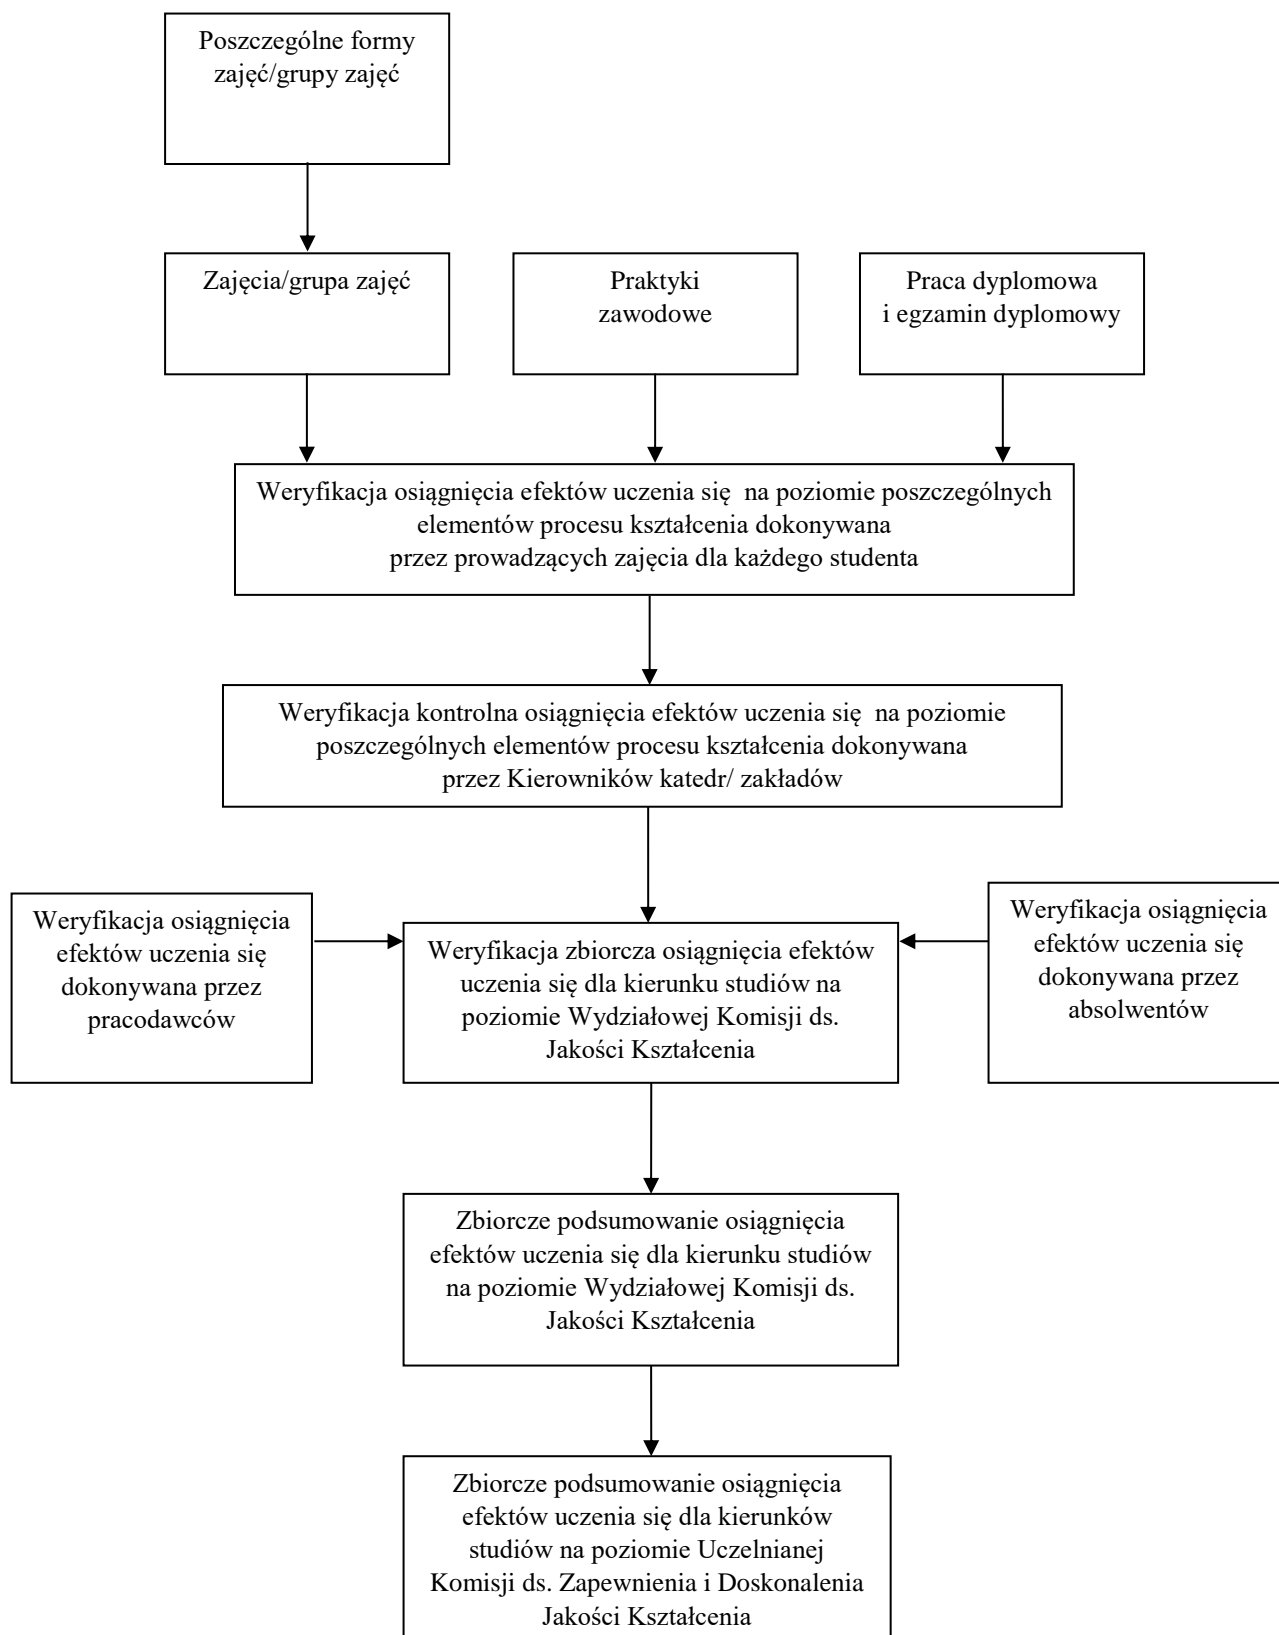 Poszczególne formy
zajęć/grupy zajęć
Zajęcia/grupa zajęć
Praktyki
zawodowe
Praca dyplomowa
i egzamin dyplomowy
Weryfikacja osiągnięcia efektów uczenia się  na poziomie poszczególnych
elementów procesu kształcenia dokonywana
przez prowadzących zajęcia dla każdego studenta
Weryfikacja kontrolna osiągnięcia efektów uczenia się  na poziomie
poszczególnych elementów procesu kształcenia dokonywana
przez Kierowników katedr/ zakładów
Weryfikacja osiągnięcia
efektów uczenia się
dokonywana przez
pracodawców
Weryfikacja zbiorcza osiągnięcia efektów
uczenia się dla kierunku studiów na
poziomie Wydziałowej Komisji ds.
Jakości Kształcenia
Weryfikacja osiągnięcia
efektów uczenia się
dokonywana przez
absolwentów
Zbiorcze podsumowanie osiągnięcia
efektów uczenia się dla kierunku studiów
na poziomie Wydziałowej Komisji ds.
Jakości Kształcenia
Zbiorcze podsumowanie osiągnięcia
efektów uczenia się dla kierunków
studiów na poziomie Uczelnianej
Komisji ds. Zapewnienia i Doskonalenia
Jakości Kształcenia